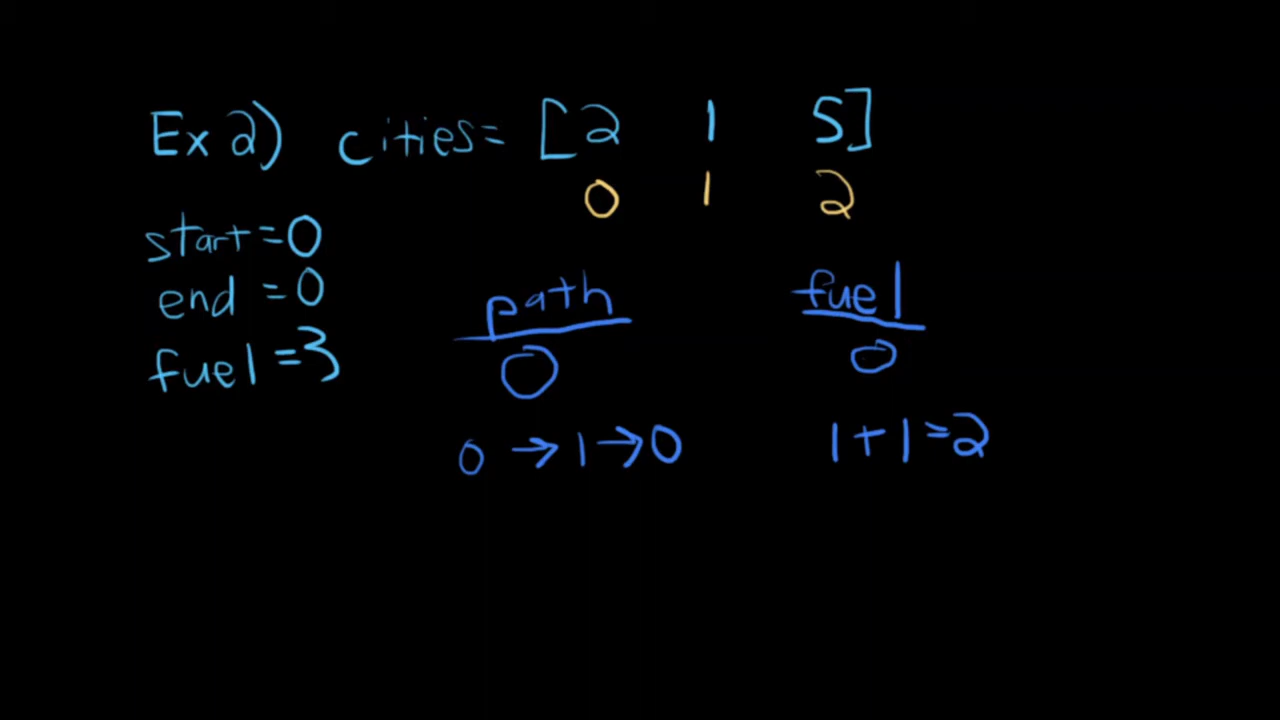 Ex 2) cities= [2 1 5]
0 1 2
start=0
end =0
fuel =3
path fuel
0 0
0 → 1 → 0 1+1=2